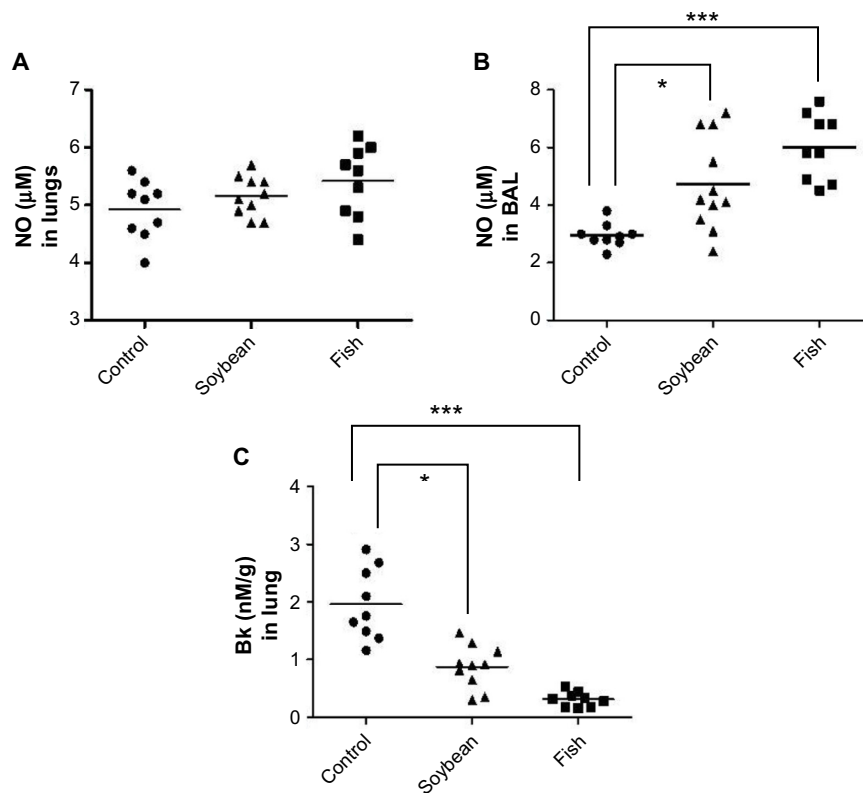 A
NO (μM)
in lungs
7
6
5
4
3
Control
Soybean
Fish
B
***
*
NO (μM)
in BAL
8
6
4
2
0
Control
Soybean
Fish
C
***
*
Bk (nM/g)
in lung
4
3
2
1
0
Control
Soybean
Fish